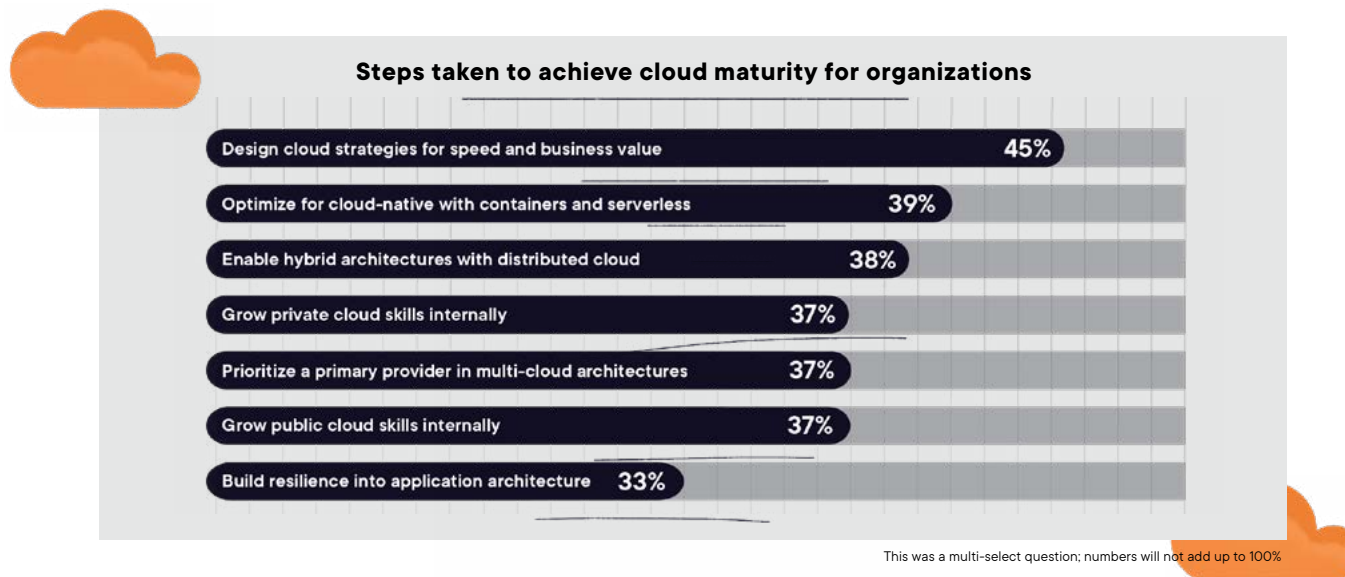 Steps taken to achieve cloud maturity for organizations
Design cloud strategies for speed and business value 45%
Optimize for cloud-native with containers and serverless 39%
Enable hybrid architectures with distributed cloud 38%
Grow private cloud skills internally 37%
Prioritize a primary provider in multi-cloud architectures 37%
Grow public cloud skills internally 37%
Build resilience into application architecture 33%
This was a multi-select question; numbers will not add up to 100%